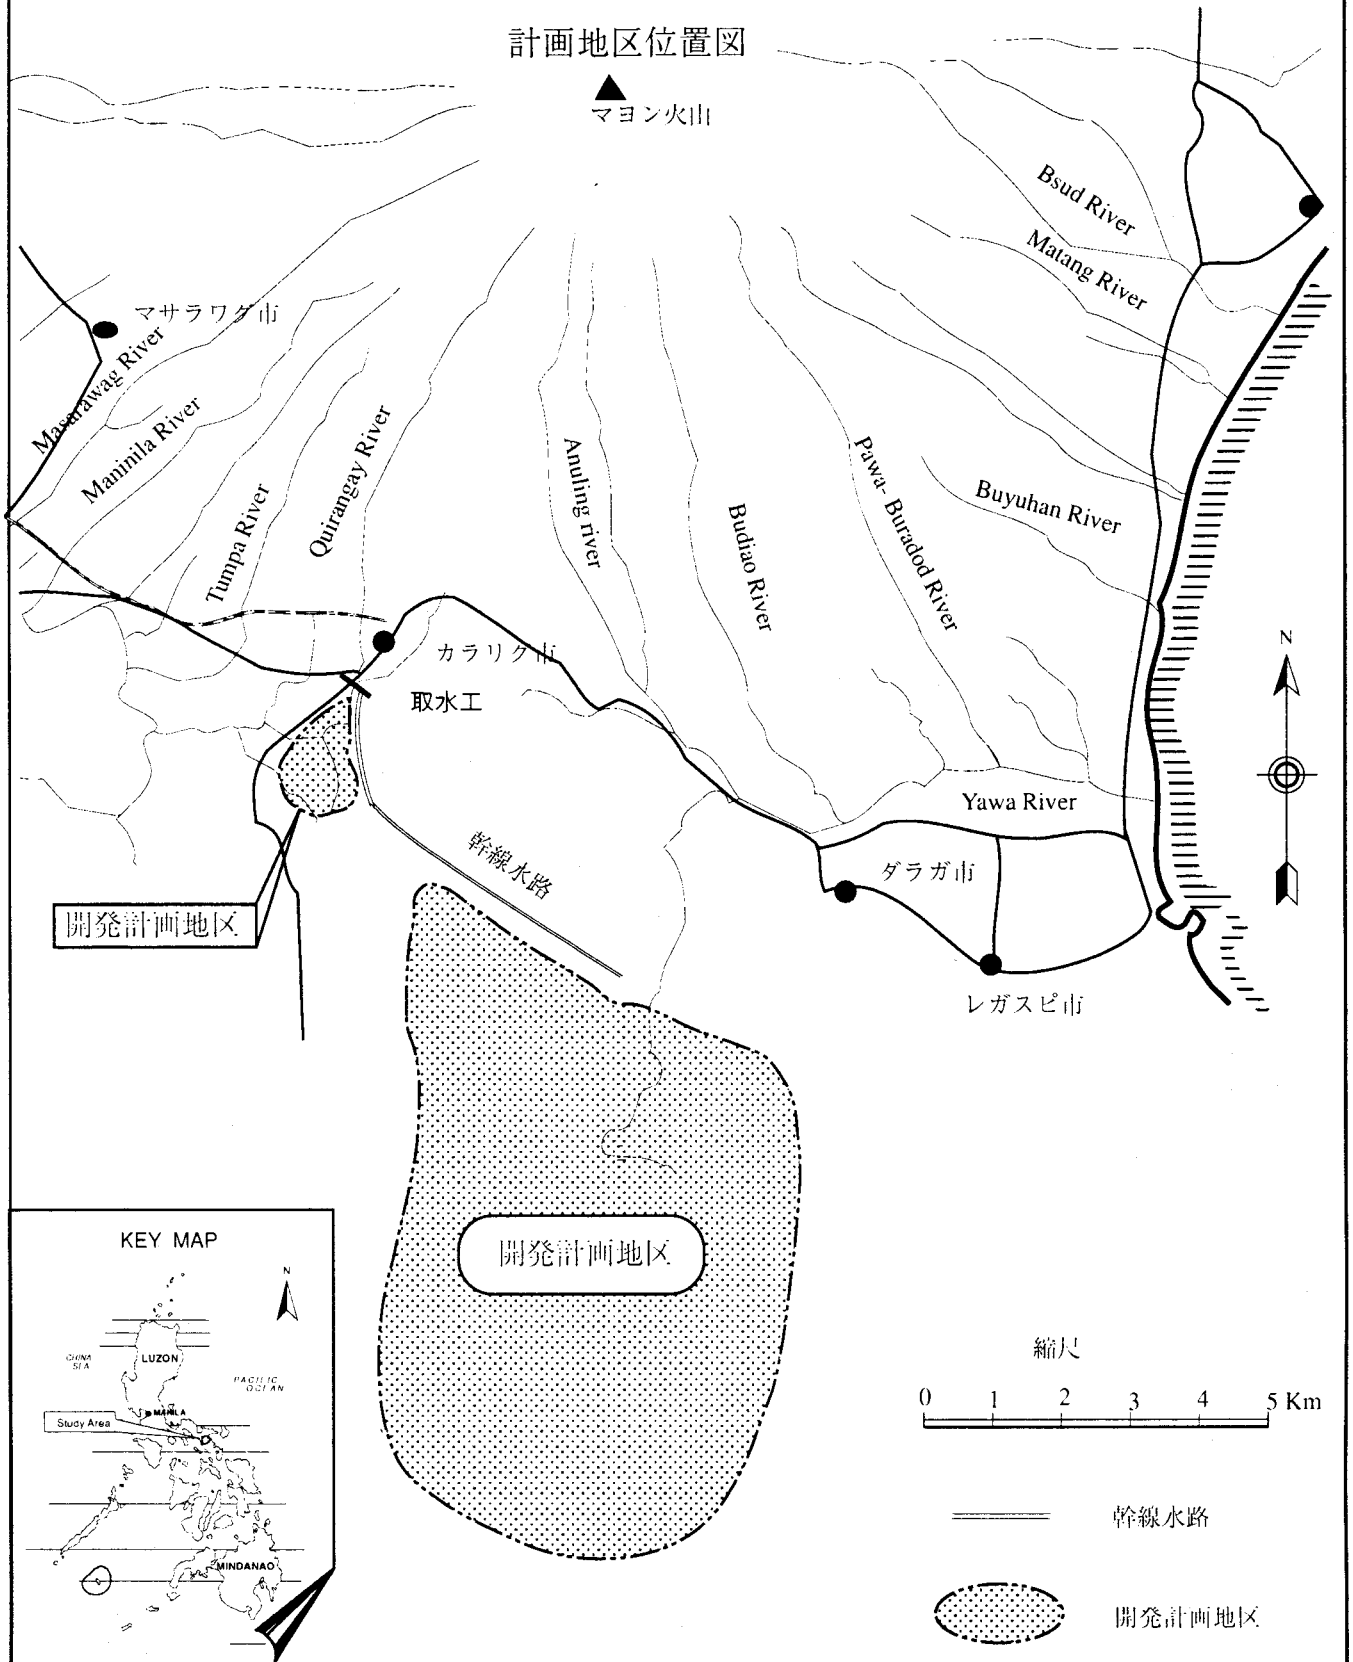 計画地区位置図
マヨン火山
Bsud River
Matang River
マサラワグ市
Masarawag River
Maninila River
Tumpa River
Quirangay River
Anuling river
Budiao River
Pawa- Buradod River
Buyuhan River
カラリク市
取水工
N
Yawa River
幹線水路
ダラガ市
開発計画地区
レガスピ市
開発計画地区
KEY MAP
N
CHINA
SEA
LUZON
PACIFIC
OCEAN
MANILA
Study Area
MINDANAO
縮尺
0 1 2 3 4 5 Km
幹線水路
開発計画地区